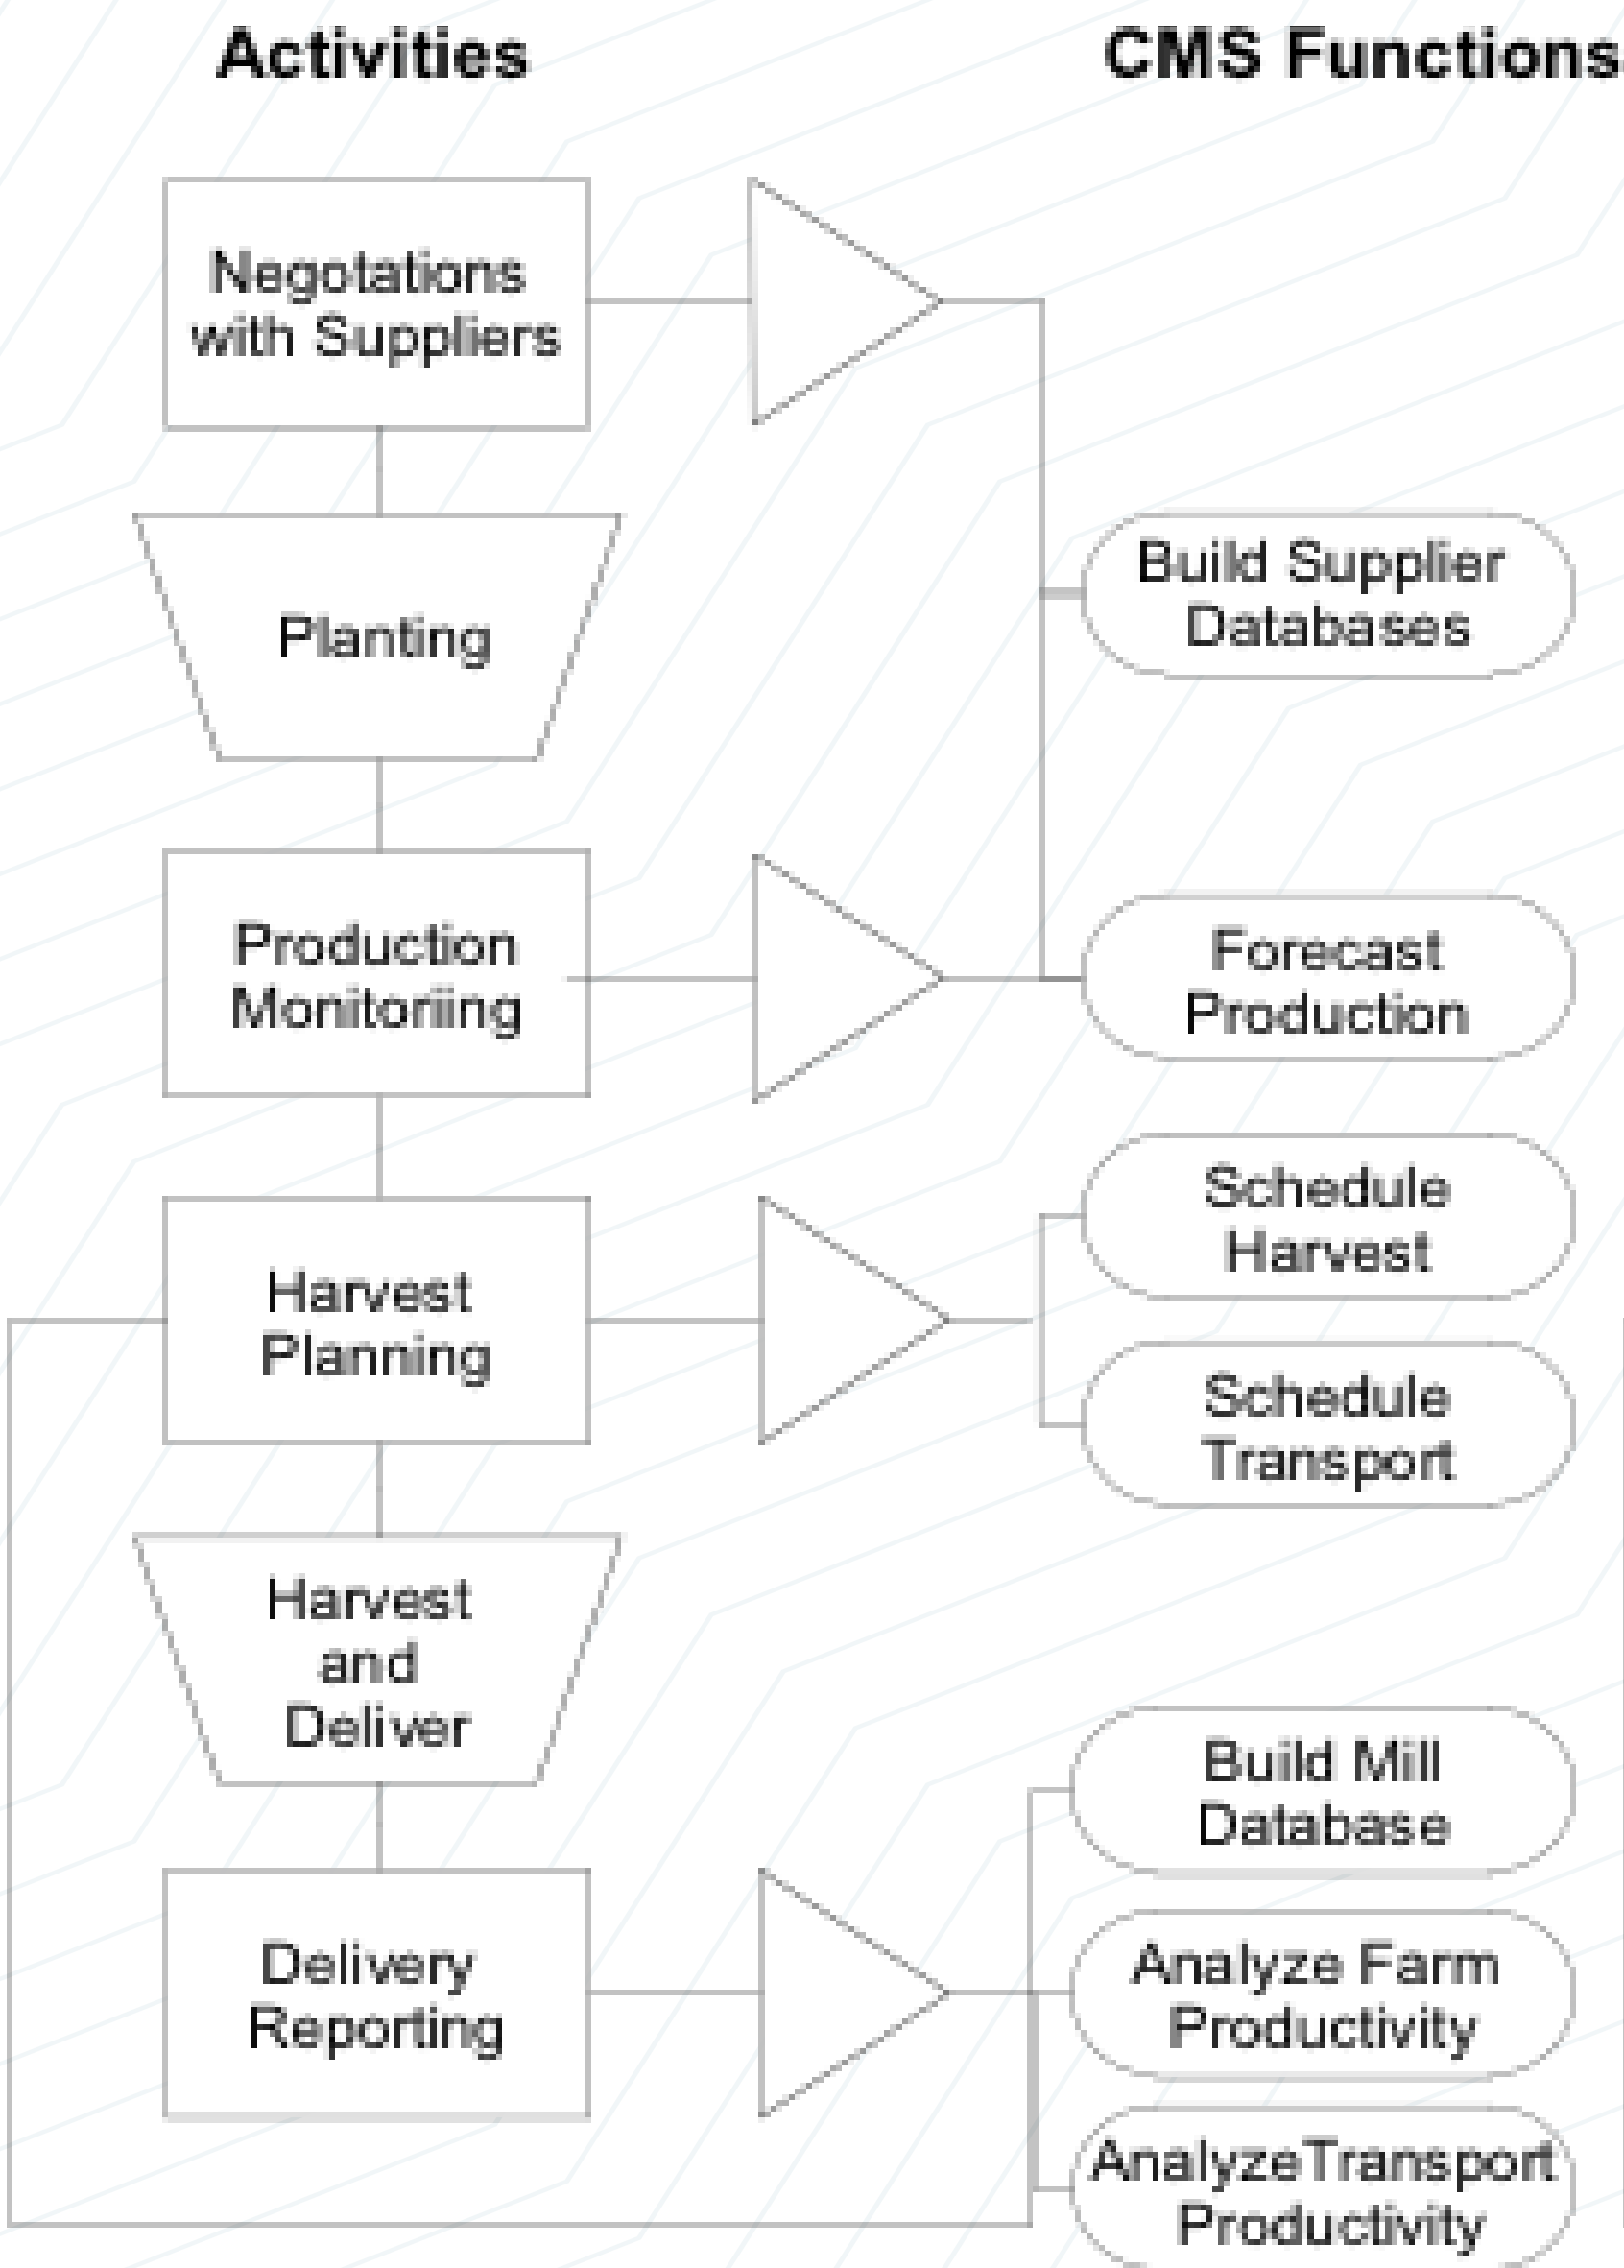 Activities
CMS Functions
Negotations
with Suppliers
Build Supplier
Databases
Planting
Production
Monitoriing
Forecast
Production
Schedule
Harvest
Harvest
Planning
Schedule
Transport
Harvest
and
Deliver
Build Mill
Database
Delivery
Reporting
Analyze Farm
Productivity
AnalyzeTransport
Productivity